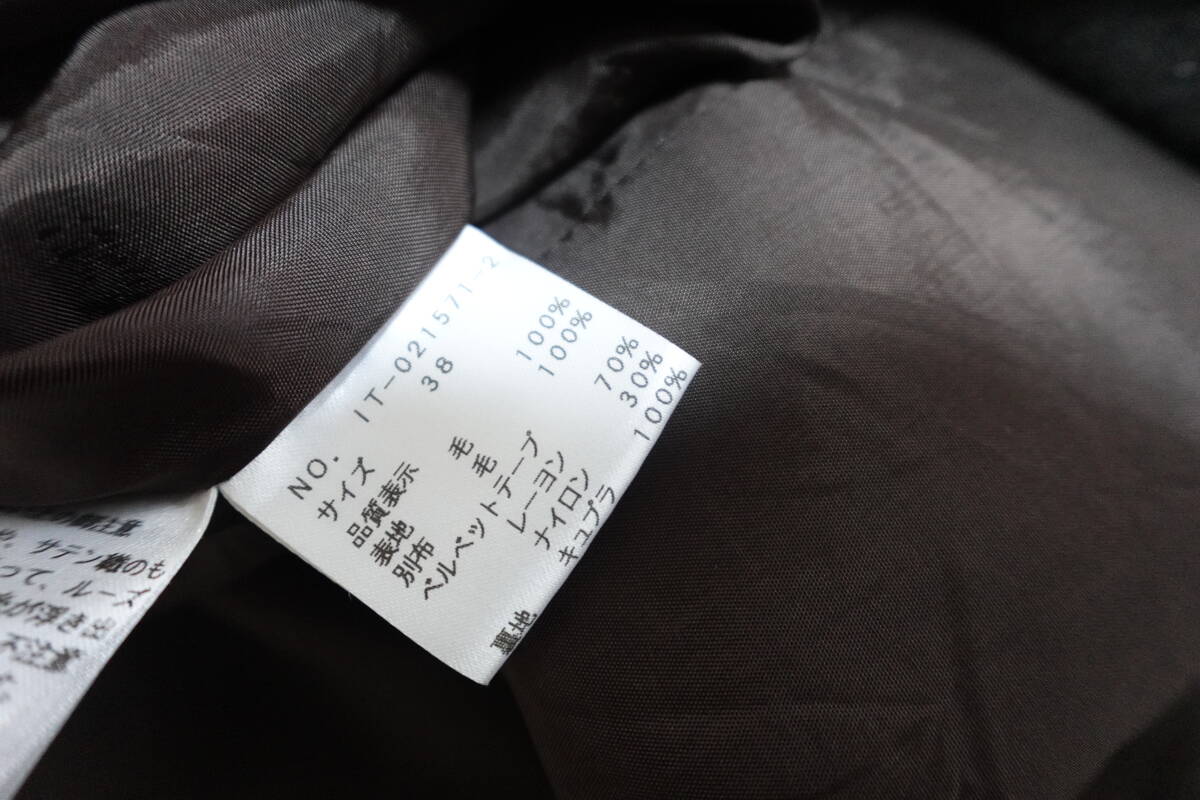 NO. IT-021571-2
サイズ 38
品質表示
表地 毛 100%
別布 毛 100%
ベルベットテープ
レーヨン 70%
ナイロン 30%
裏地 キュプラ 100%
サテン織のも
って、ルーズ
が浮き